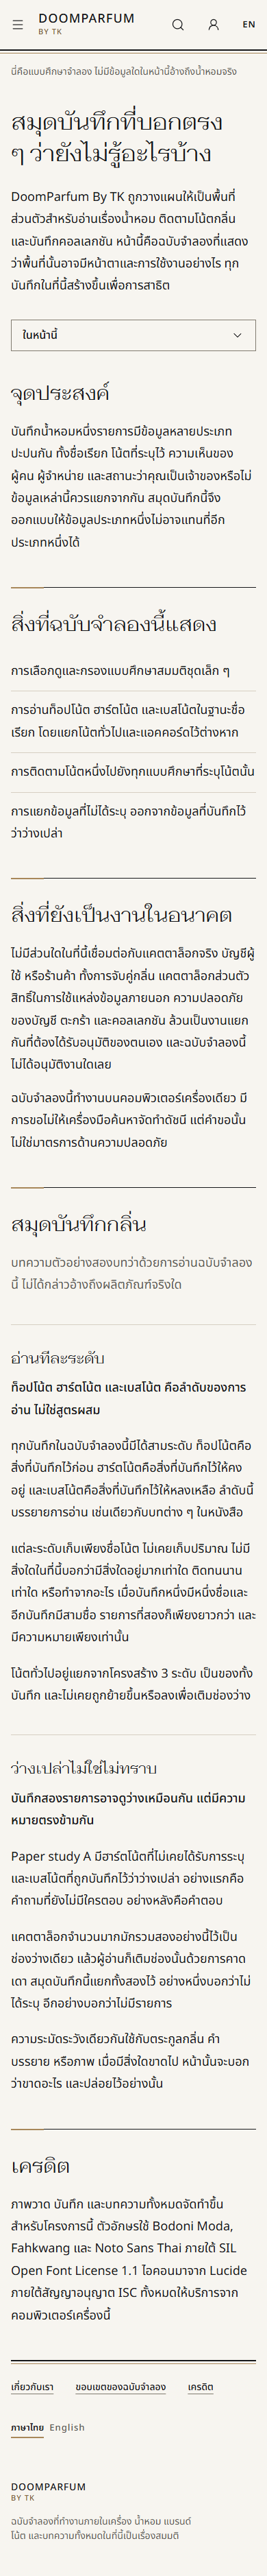 DOOMPARFUM
BY TK
EN
นี่คือแบบศึกษาจำลอง ไม่มีข้อมูลใดในหน้านี้อ้างถึงน้ำหอมจริง
สมุดบันทึกที่บอกตรง
ๆ ว่ายังไม่รู้อะไรบ้าง
DoomParfum By TK ถูกวางแผนให้เป็นพื้นที่
ส่วนตัวสำหรับอ่านเรื่องน้ำหอม ติดตามโน้ตกลิ่น
และบันทึกคอลเลกชัน หน้านี้คือฉบับจำลองที่แสดง
ว่าพื้นที่นั้นอาจมีหน้าตาและการใช้งานอย่างไร ทุก
บันทึกในที่นี้สร้างขึ้นเพื่อการสาธิต
ในหน้านี้
จุดประสงค์
บันทึกน้ำหอมหนึ่งรายการมีข้อมูลหลายประเภท
ปะปนกัน ทั้งชื่อเรียก โน้ตที่ระบุไว้ ความเห็นของ
ผู้คน ผู้จำหน่าย และสถานะว่าคุณเป็นเจ้าของหรือไม่
ข้อมูลเหล่านี้ควรแยกจากกัน สมุดบันทึกนี้จึง
ออกแบบให้ข้อมูลประเภทหนึ่งไม่อาจแทนที่อีก
ประเภทหนึ่งได้
สิ่งที่ฉบับจำลองนี้แสดง
การเลือกดูและกรองแบบศึกษาสมมติชุดเล็ก ๆ
การอ่านท็อปโน้ต ฮาร์ตโน้ต และเบสโน้ตในฐานะชื่อ
เรียก โดยแยกโน้ตทั่วไปและแอคคอร์ดไว้ต่างหาก
การติดตามโน้ตหนึ่งไปยังทุกแบบศึกษาที่ระบุโน้ตนั้น
การแยกข้อมูลที่ไม่ได้ระบุ ออกจากข้อมูลที่บันทึกไว้
ว่าว่างเปล่า
สิ่งที่ยังเป็นงานในอนาคต
ไม่มีส่วนใดในที่นี้เชื่อมต่อกับแคตตาล็อกจริง บัญชีผู้
ใช้ หรือร้านค้า ทั้งการจับคู่กลิ่น แคตตาล็อกส่วนตัว
สิทธิ์ในการใช้แหล่งข้อมูลภายนอก ความปลอดภัย
ของบัญชี ตะกร้า และคอลเลกชัน ล้วนเป็นงานแยก
กันที่ต้องได้รับอนุมัติของตนเอง และฉบับจำลองนี้
ไม่ได้อนุมัติงานใดเลย
ฉบับจำลองนี้ทำงานบนคอมพิวเตอร์เครื่องเดียว มี
การขอไม่ให้เครื่องมือค้นหาจัดทำดัชนี แต่คำขอนั้น
ไม่ใช่มาตรการด้านความปลอดภัย
สมุดบันทึกกลิ่น
บทความตัวอย่างสองบทว่าด้วยการอ่านฉบับจำลอง
นี้ ไม่ได้กล่าวอ้างถึงผลิตภัณฑ์จริงใด
อ่านทีละระดับ
ท็อปโน้ต ฮาร์ตโน้ต และเบสโน้ต คือลำดับของการ
อ่าน ไม่ใช่สูตรผสม
ทุกบันทึกในฉบับจำลองนี้มีได้สามระดับ ท็อปโน้ตคือ
สิ่งที่บันทึกไว้ก่อน ฮาร์ตโน้ตคือสิ่งที่บันทึกไว้ให้คง
อยู่ และเบสโน้ตคือสิ่งที่บันทึกไว้ให้หลงเหลือ ลำดับนี้
บรรยายการอ่าน เช่นเดียวกับบทต่าง ๆ ในหนังสือ
แต่ละระดับเก็บเพียงชื่อโน้ต ไม่เคยเก็บปริมาณ ไม่มี
สิ่งใดในที่นี้บอกว่ามีสิ่งใดอยู่มากเท่าใด ติดทนนาน
เท่าใด หรือทำจากอะไร เมื่อบันทึกหนึ่งมีหนึ่งชื่อและ
อีกบันทึกมีสามชื่อ รายการที่สองก็เพียงยาวกว่า และ
มีความหมายเพียงเท่านั้น
โน้ตทั่วไปอยู่แยกจากโครงสร้าง 3 ระดับ เป็นของทั้ง
บันทึก และไม่เคยถูกย้ายขึ้นหรือลงเพื่อเติมช่องว่าง
ว่างเปล่าไม่ใช่ไม่ทราบ
บันทึกสองรายการอาจดูว่างเหมือนกัน แต่มีความ
หมายตรงข้ามกัน
Paper study A มีฮาร์ตโน้ตที่ไม่เคยได้รับการระบุ
และเบสโน้ตที่ถูกบันทึกไว้ว่าว่างเปล่า อย่างแรกคือ
คำถามที่ยังไม่มีใครตอบ อย่างหลังคือคำตอบ
แคตตาล็อกจำนวนมากมักรวมสองอย่างนี้ไว้เป็น
ช่องว่างเดียว แล้วผู้อ่านก็เติมช่องนั้นด้วยการคาด
เดา สมุดบันทึกนี้แยกทั้งสองไว้ อย่างหนึ่งบอกว่าไม่
ได้ระบุ อีกอย่างบอกว่าไม่มีรายการ
ความระมัดระวังเดียวกันใช้กับตระกูลกลิ่น คำ
บรรยาย หรือภาพ เมื่อมีสิ่งใดขาดไป หน้านั้นจะบอก
ว่าขาดอะไร และปล่อยไว้อย่างนั้น
เครดิต
ภาพวาด บันทึก และบทความทั้งหมดจัดทำขึ้น
สำหรับโครงการนี้ ตัวอักษรใช้ Bodoni Moda,
Fahkwang และ Noto Sans Thai ภายใต้ SIL
Open Font License 1.1 ไอคอนมาจาก Lucide
ภายใต้สัญญาอนุญาต ISC ทั้งหมดให้บริการจาก
คอมพิวเตอร์เครื่องนี้
เกี่ยวกับเรา ขอบเขตของฉบับจำลอง เครดิต
ภาษาไทย English
DOOMPARFUM
BY TK
ฉบับจำลองที่ทำงานภายในเครื่อง น้ำหอม แบรนด์
โน้ต และบทความทั้งหมดในที่นี้เป็นเรื่องสมมติ